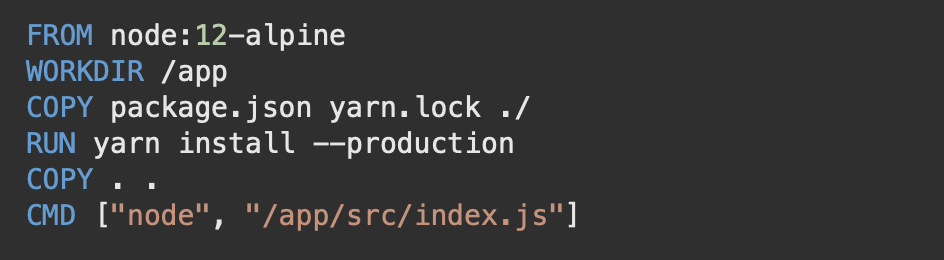 FROM node:12-alpine
WORKDIR /app
COPY package.json yarn.lock ./
RUN yarn install --production
COPY . .
CMD ["node", "/app/src/index.js"]